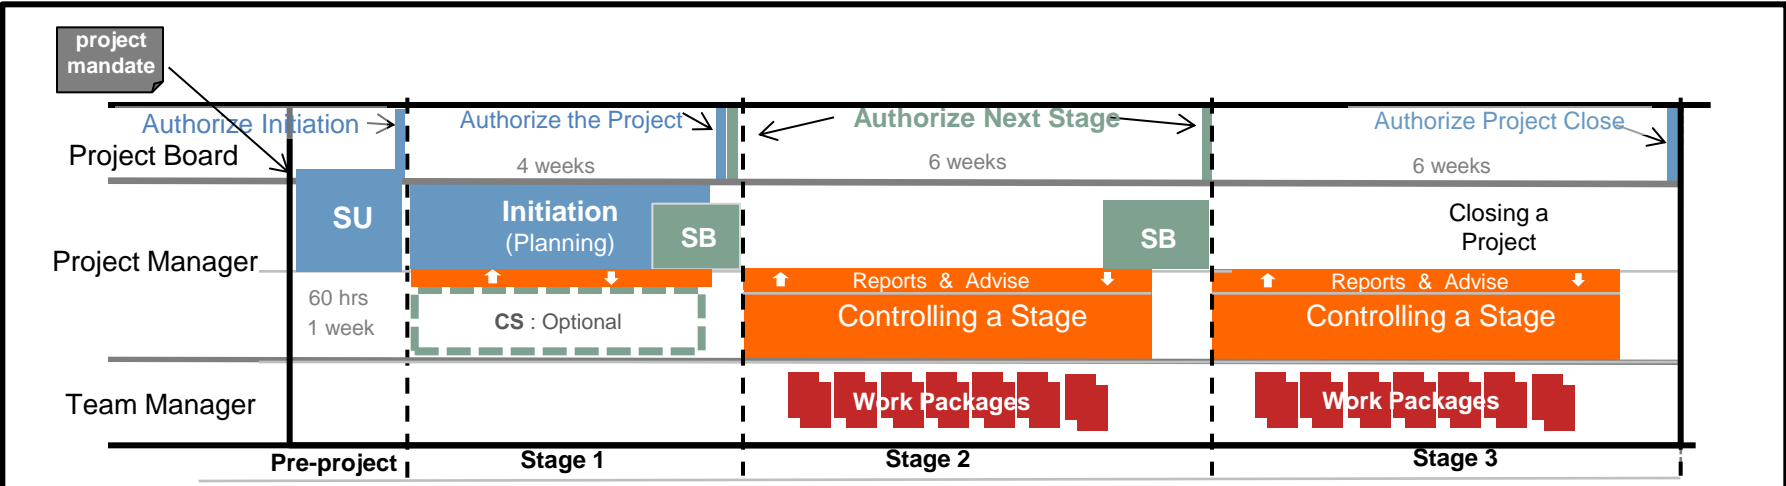 project
mandate
Authorize Initiation
Authorize the Project
Authorize Next Stage
Authorize Project Close
Project Board
4 weeks
6 weeks
6 weeks
SU
Initiation
(Planning)
SB
SB
Closing a
Project
Project Manager
60 hrs
1 week
CS : Optional
Reports & Advise
Controlling a Stage
Reports & Advise
Controlling a Stage
Team Manager
Work Packages
Work Packages
Pre-project
Stage 1
Stage 2
Stage 3